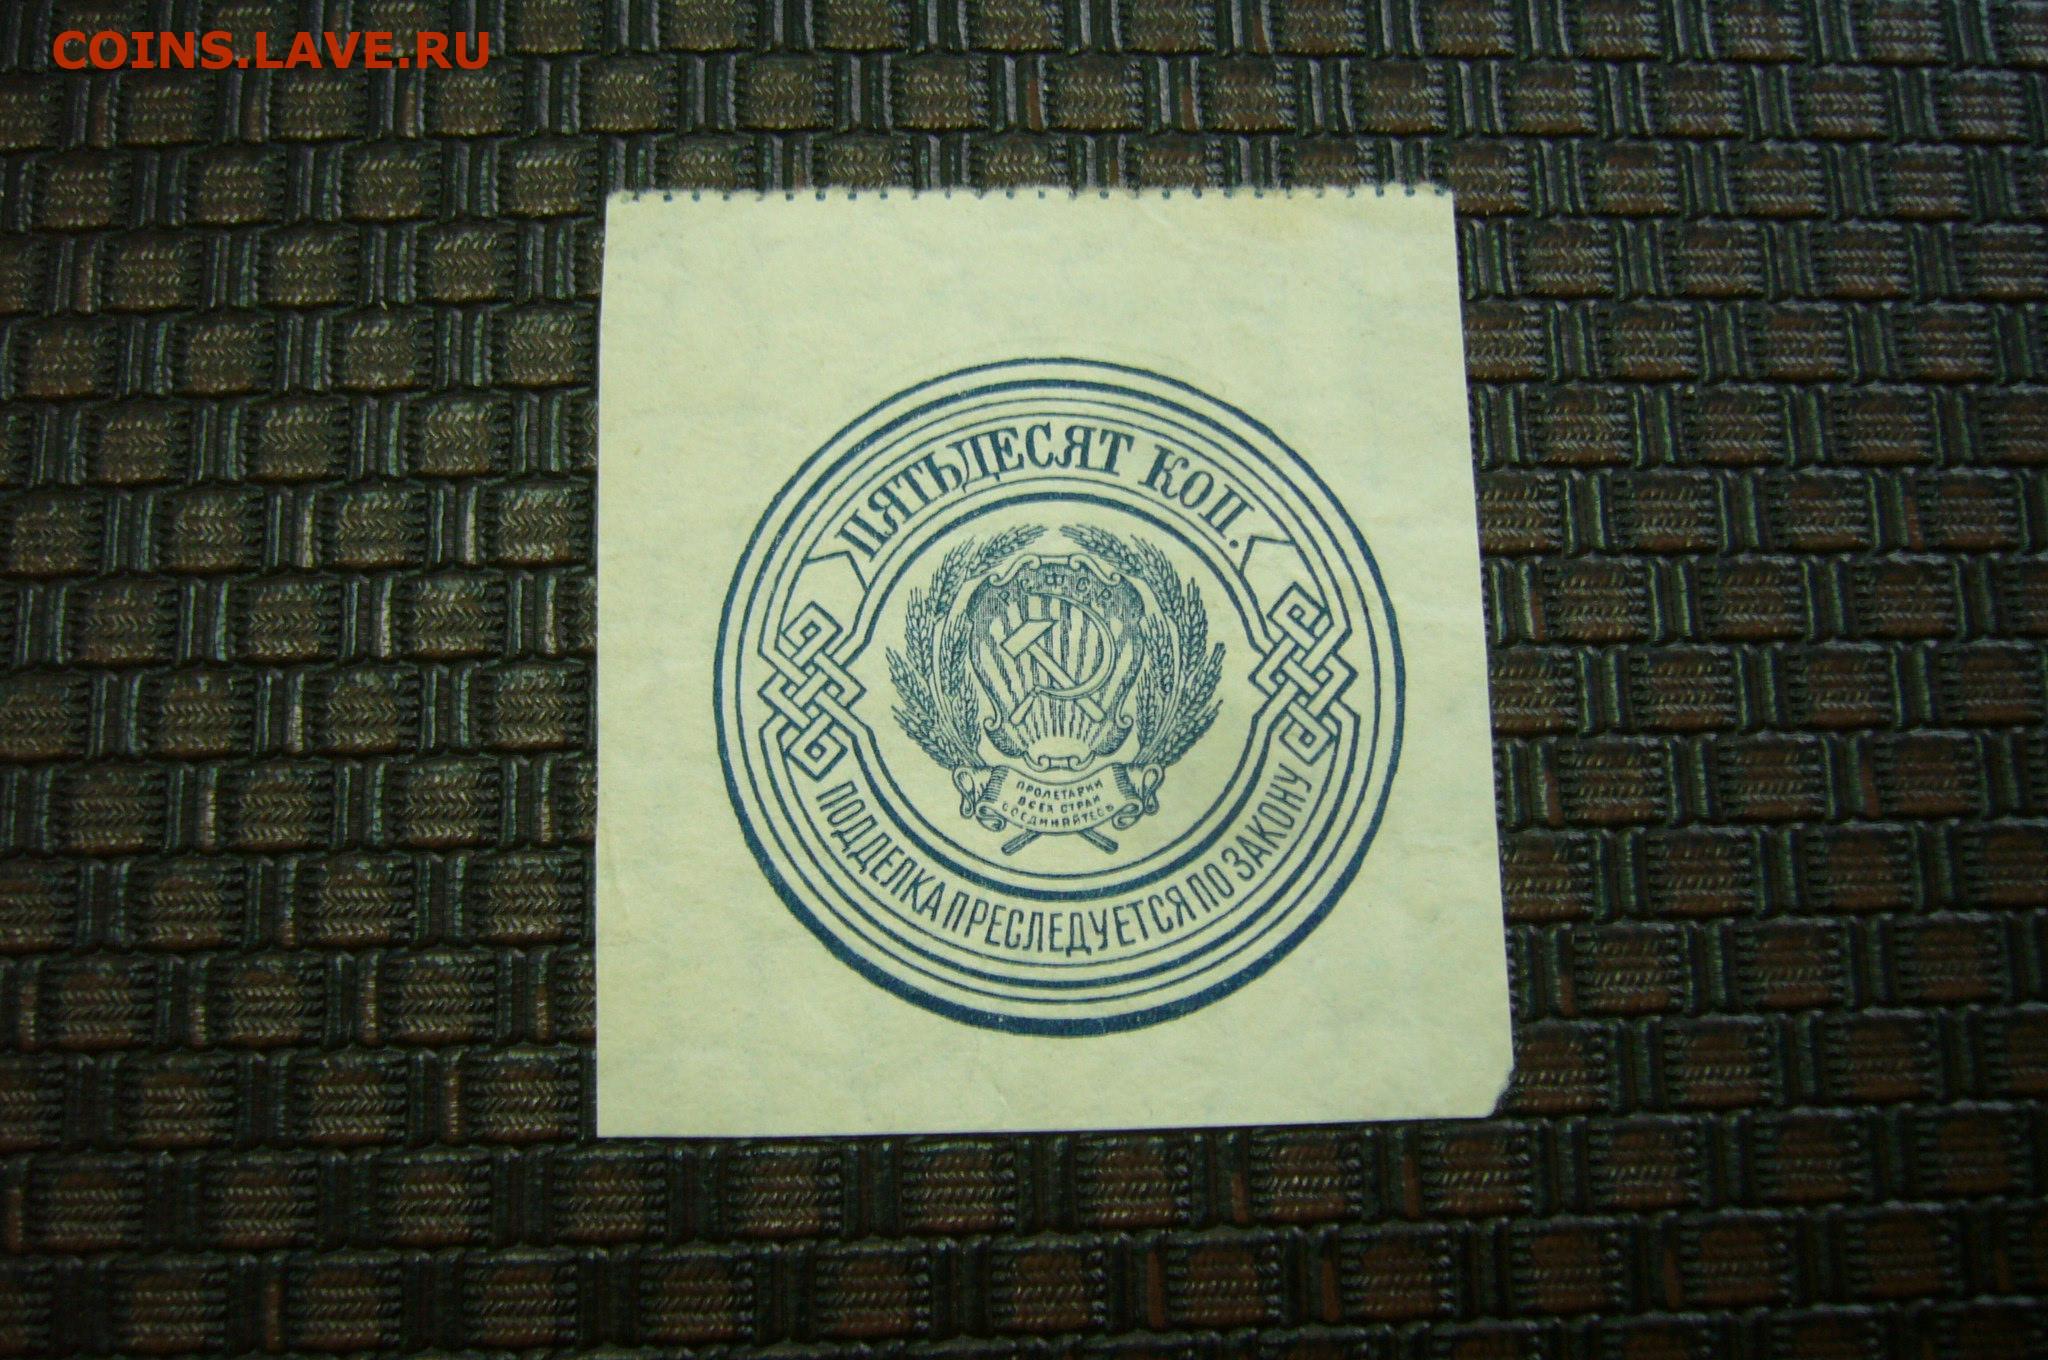 COINS.LAVE.RU
ПЯТЬДЕСЯТ КОП.
Р С Ф С Р
ПРОЛЕТАРИИ
ВСЕХ СТРАН
СОЕДИНЯЙТЕСЬ
ПОДДЕЛКА ПРЕСЛЕДУЕТСЯ ПО ЗАКОНУ